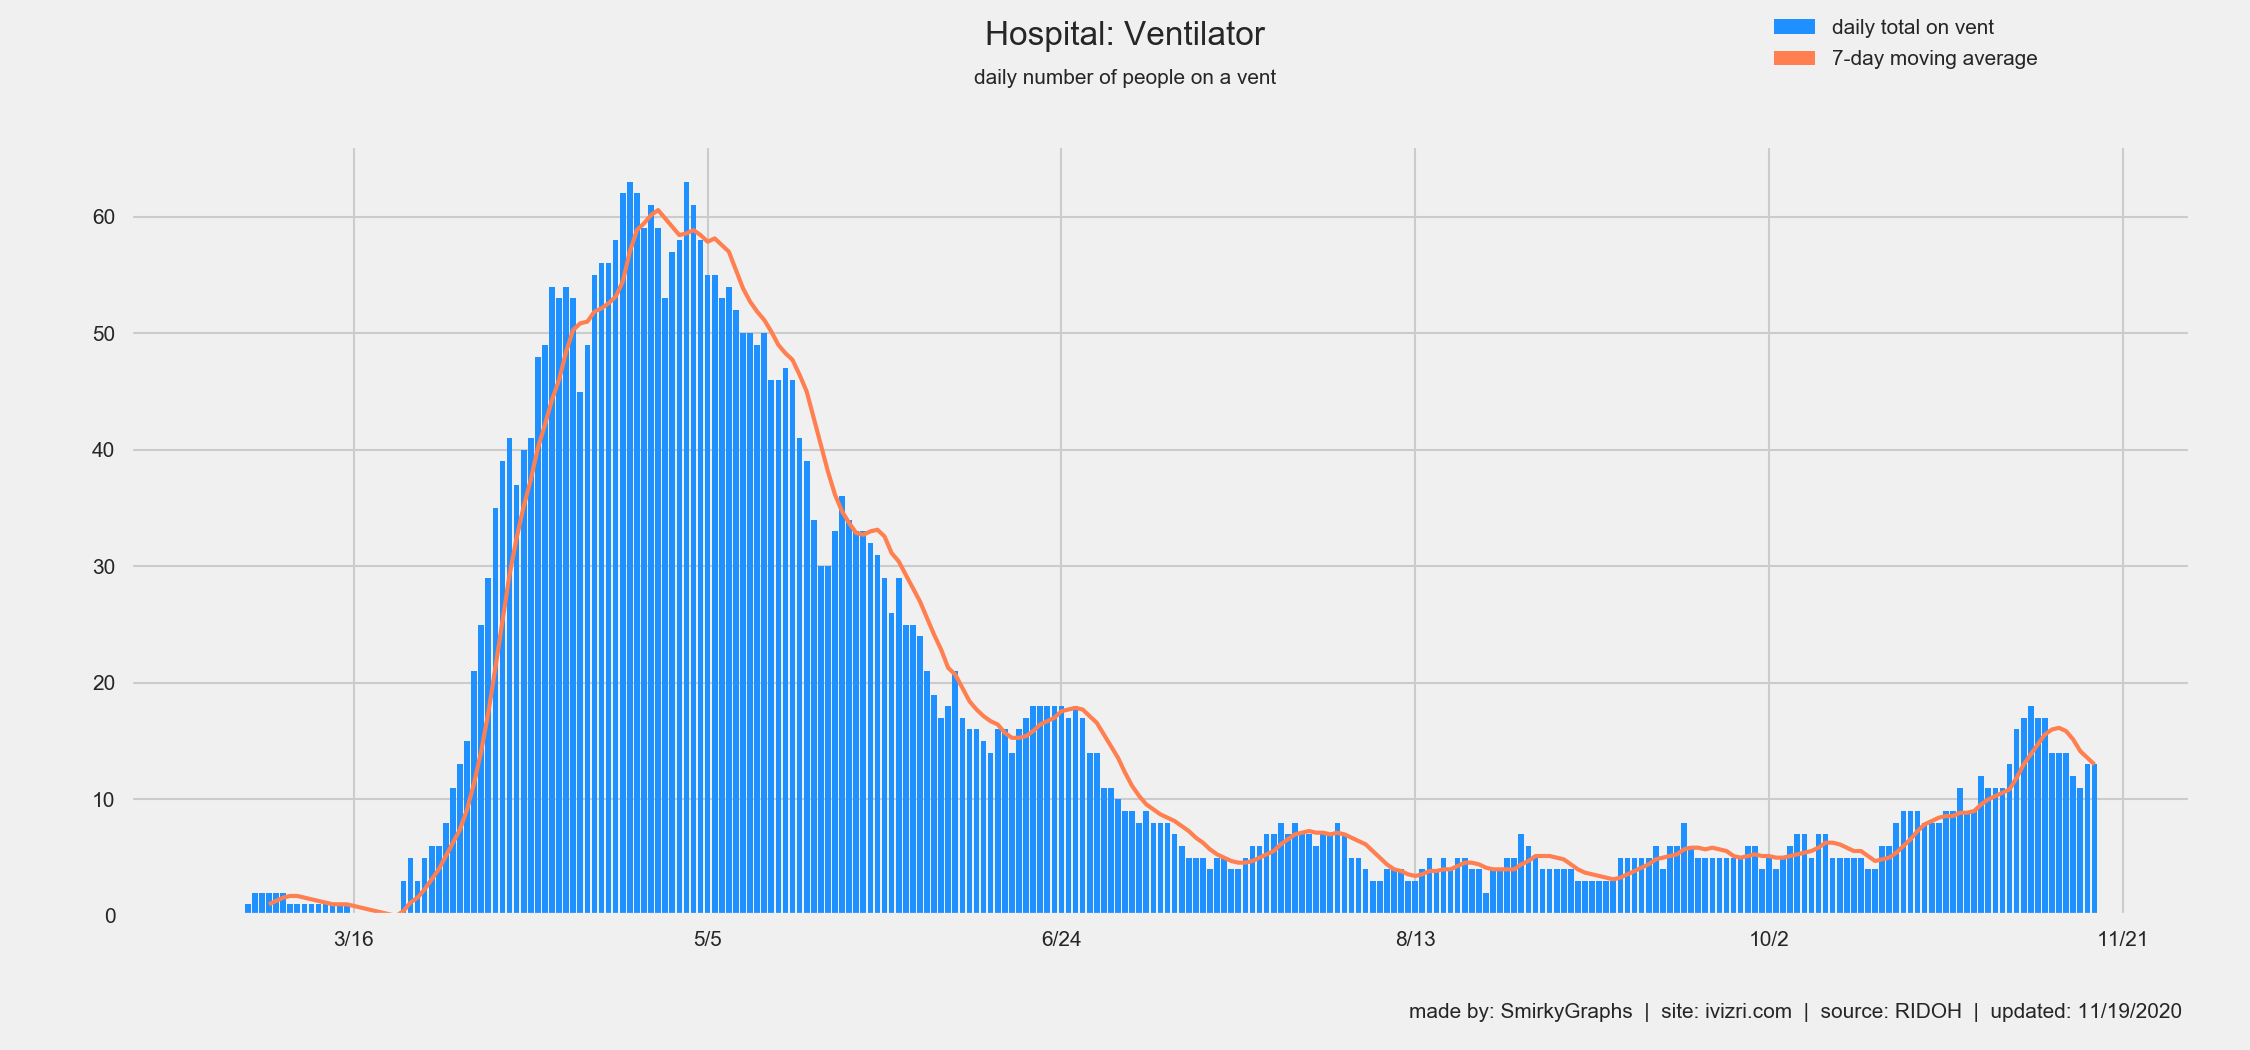 Hospital: Ventilator
daily number of people on a vent
daily total on vent
7-day moving average
60
50
40
30
20
10
0
3/16 5/5 6/24 8/13 10/2 11/21
made by: SmirkyGraphs | site: ivizri.com | source: RIDOH | updated: 11/19/2020